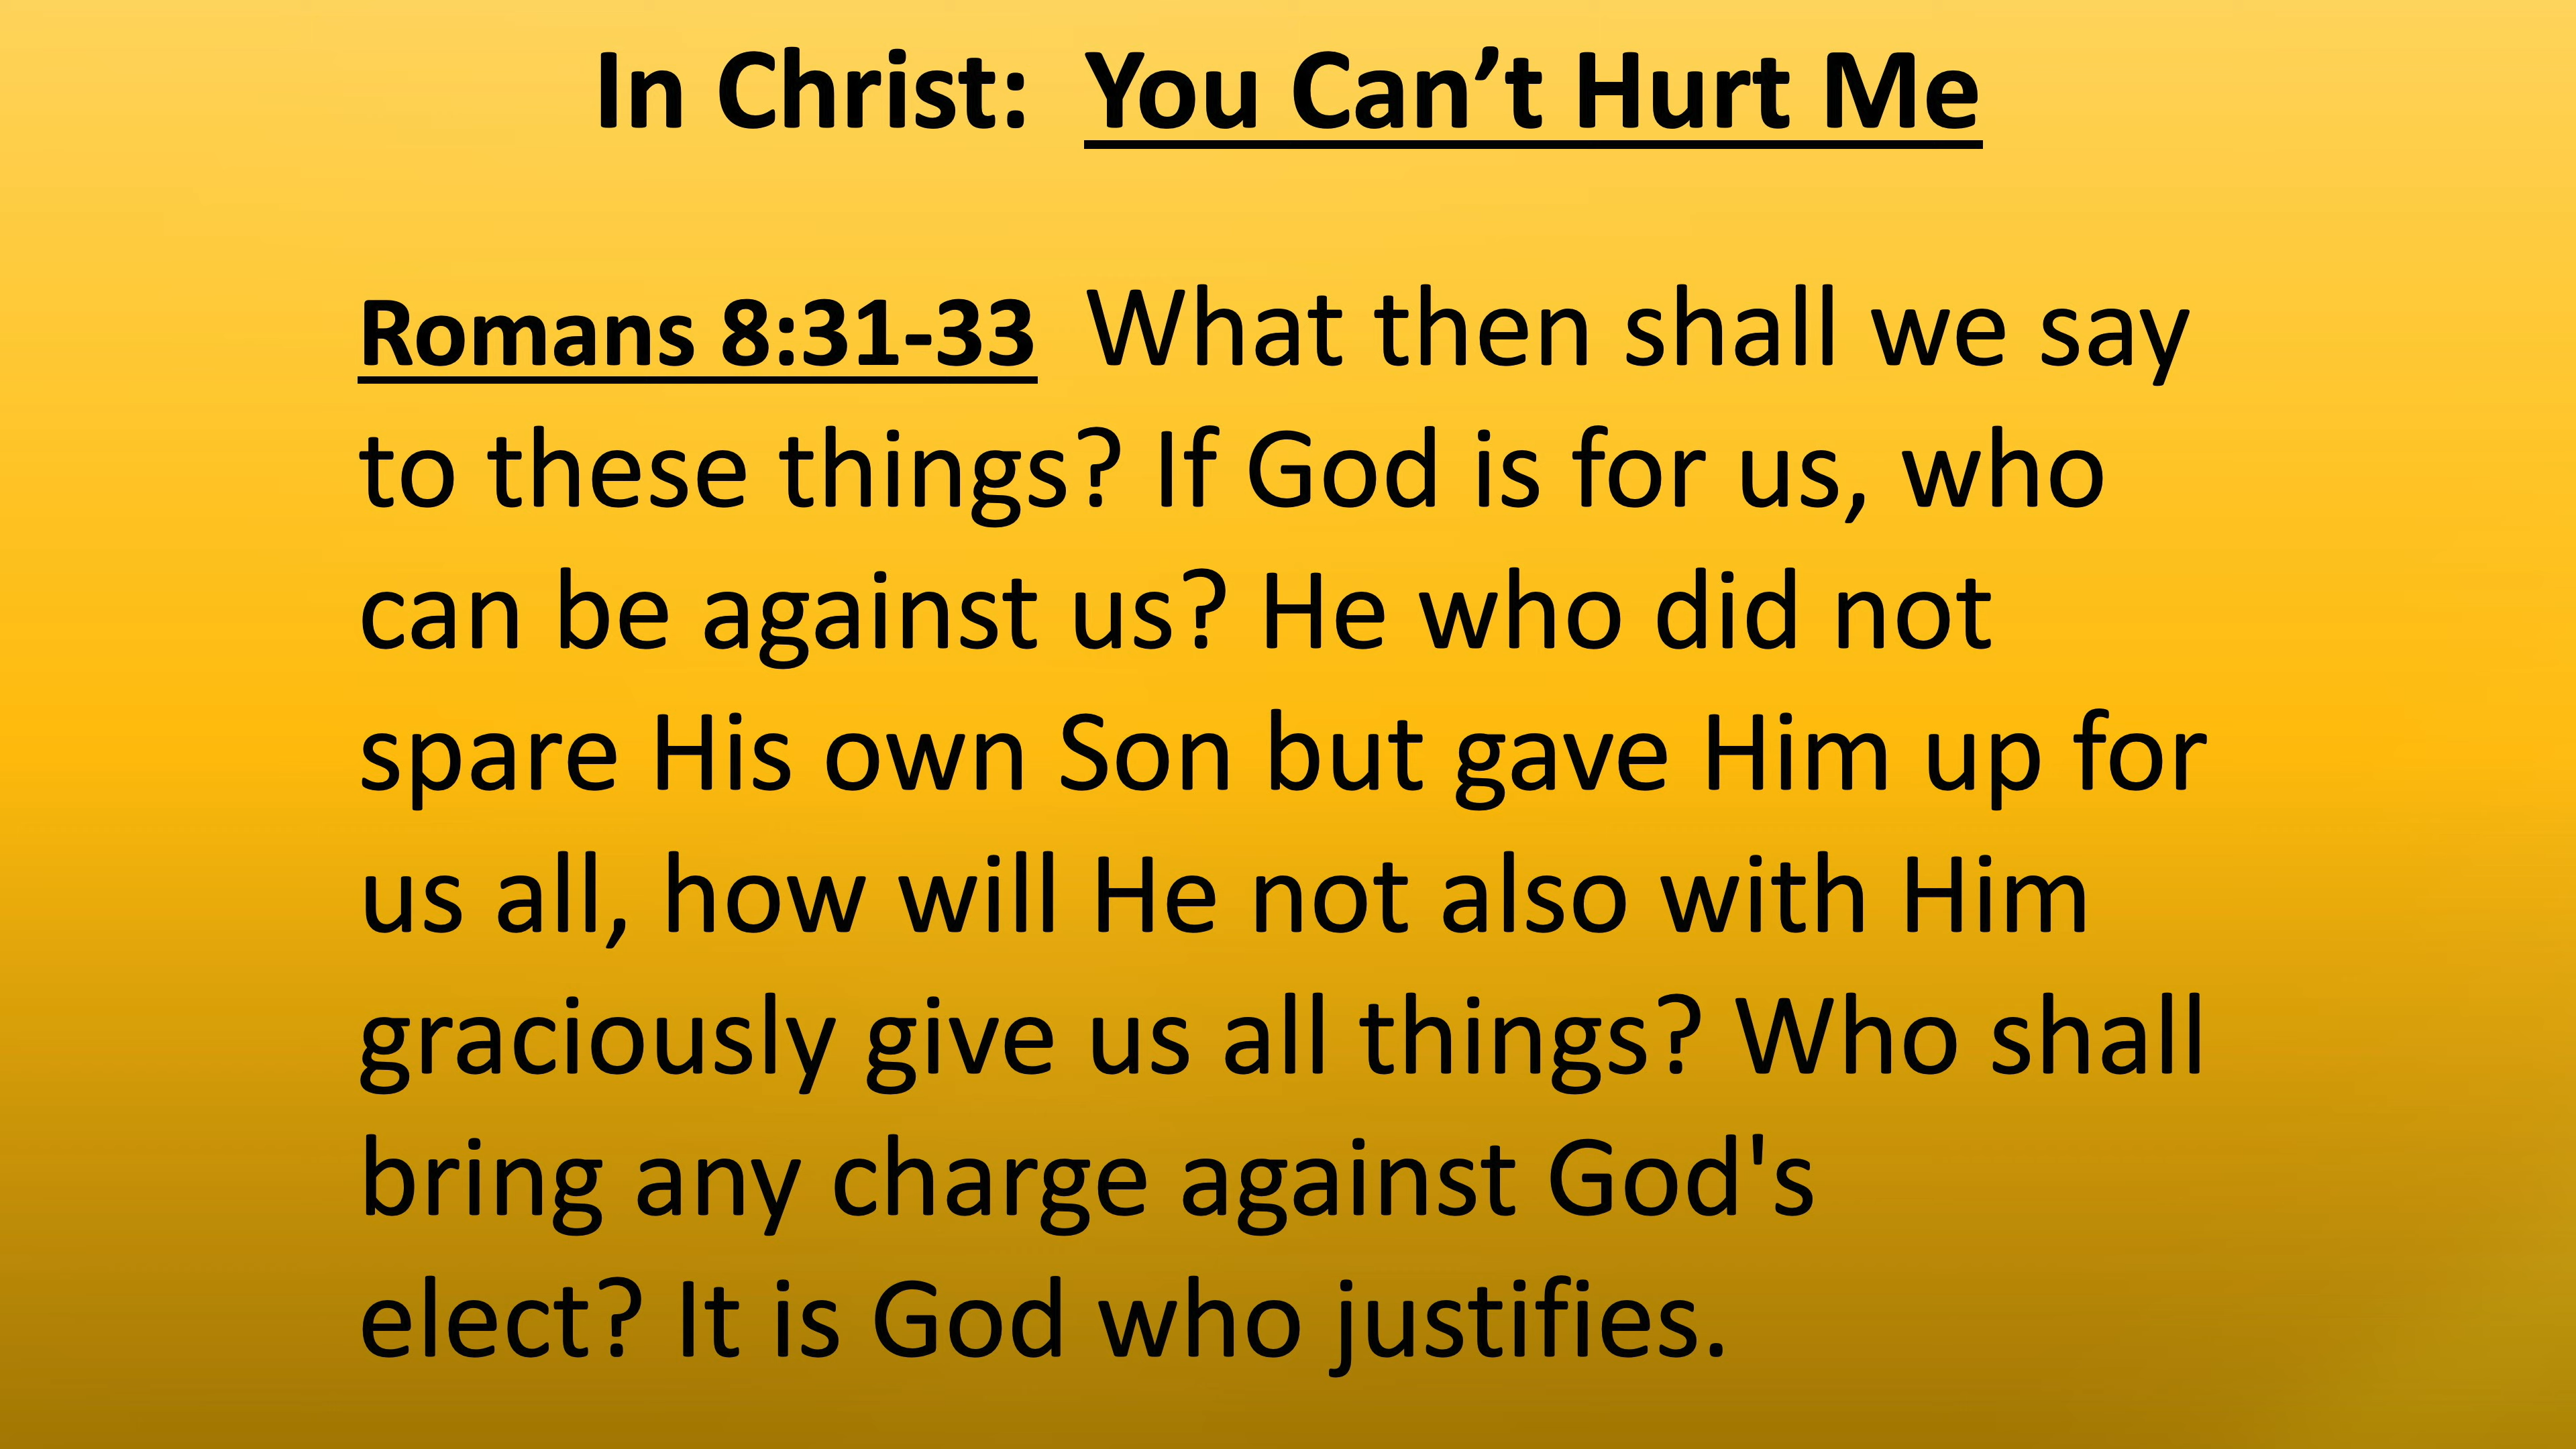 In Christ:  You Can’t Hurt Me
Romans 8:31-33  What then shall we say
to these things? If God is for us, who
can be against us? He who did not
spare His own Son but gave Him up for
us all, how will He not also with Him
graciously give us all things? Who shall
bring any charge against God's
elect? It is God who justifies.